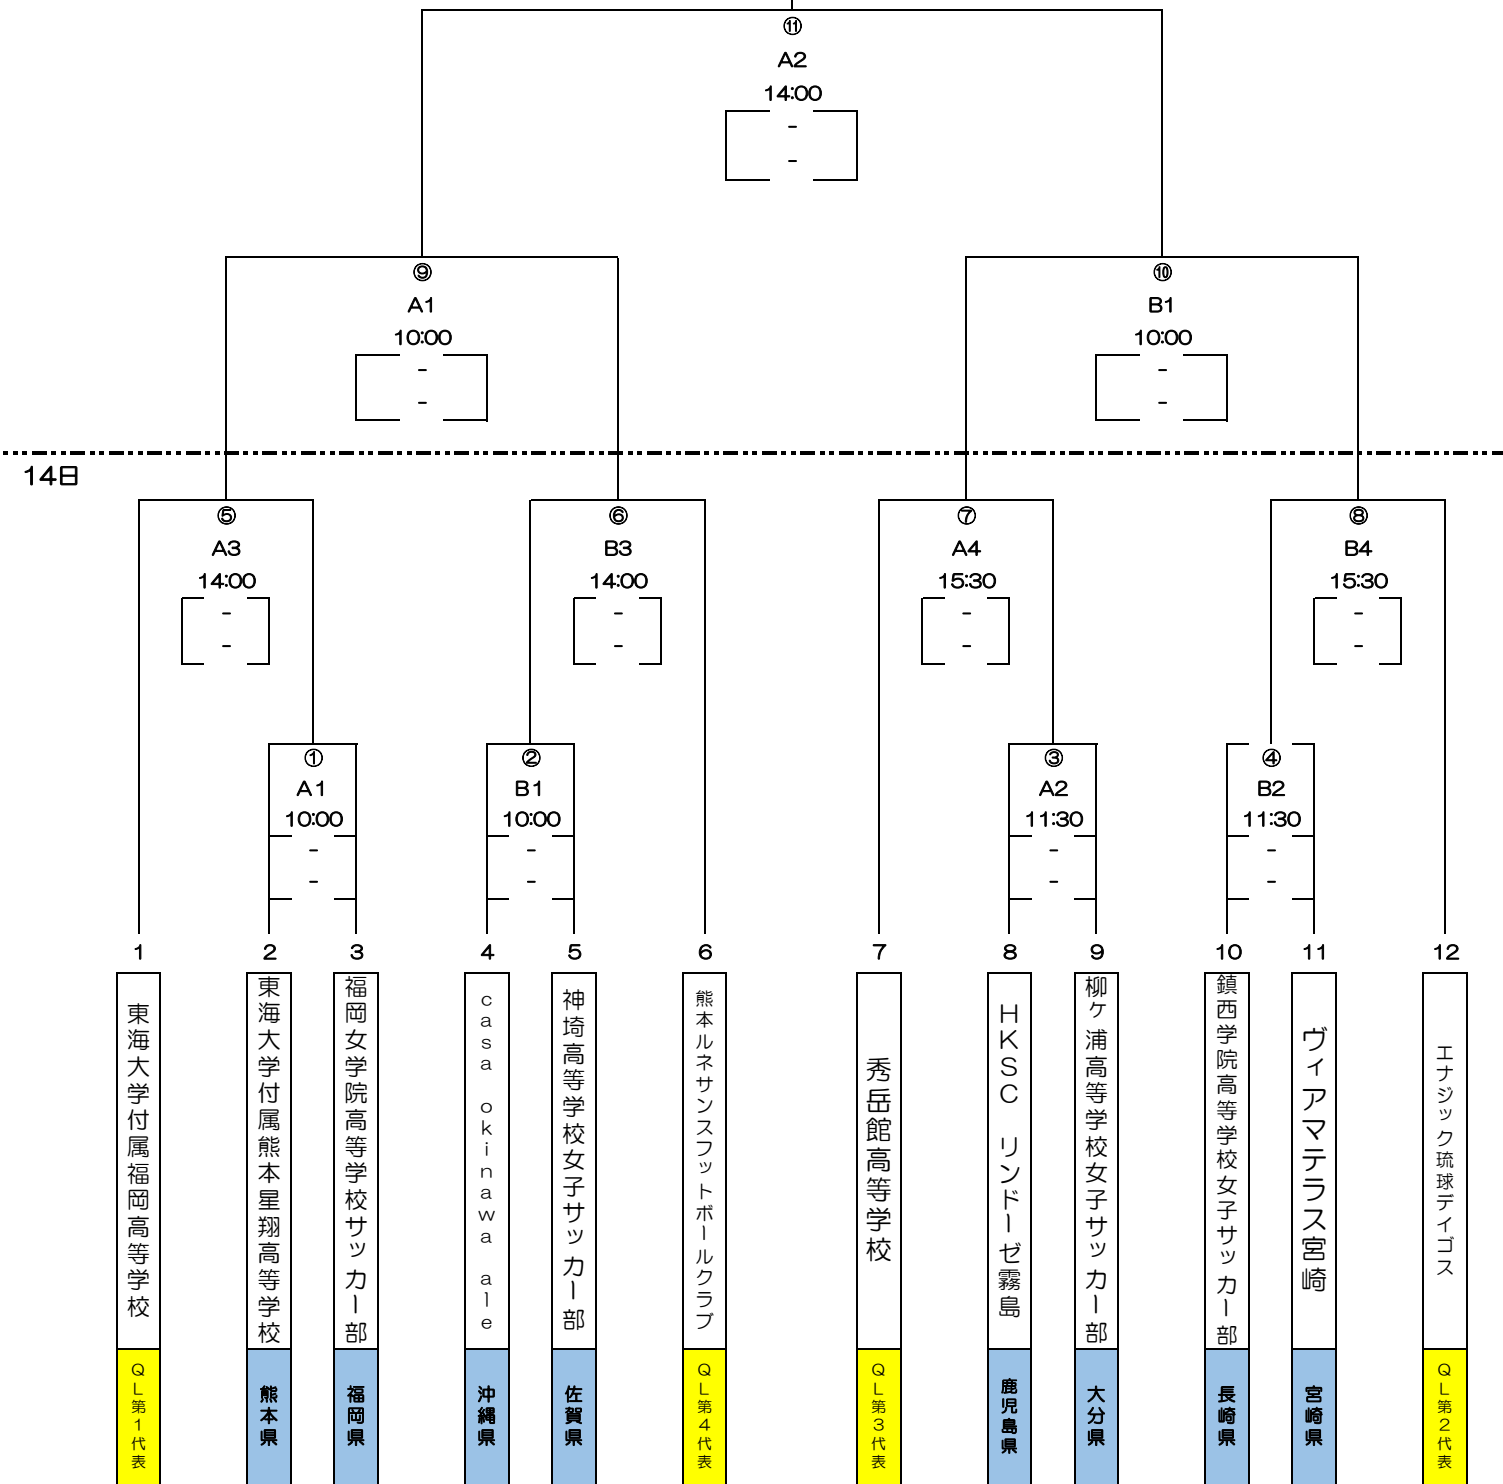 ⑪
A2
14:00
-
-
⑨
A1
10:00
-
-
⑩
B1
10:00
-
-
14日
⑤
A3
14:00
-
-
⑥
B3
14:00
-
-
⑦
A4
15:30
-
-
⑧
B4
15:30
-
-
①
A1
10:00
-
-
②
B1
10:00
-
-
③
A2
11:30
-
-
④
B2
11:30
-
-
1
東海大学付属福岡高等学校
QL第1代表
2
東海大学付属熊本星翔高等学校
熊本県
3
福岡女学院高等学校サッカー部
福岡県
4
casa okinawa ale
沖縄県
5
神埼高等学校女子サッカー部
佐賀県
6
熊本ルネサンスフットボールクラブ
QL第4代表
7
秀岳館高等学校
QL第3代表
8
HKSC リンドーゼ霧島
鹿児島県
9
柳ヶ浦高等学校女子サッカー部
大分県
10
鎮西学院高等学校女子サッカー部
長崎県
11
ヴィアマテラス宮崎
宮崎県
12
エナジック琉球デイゴス
QL第2代表